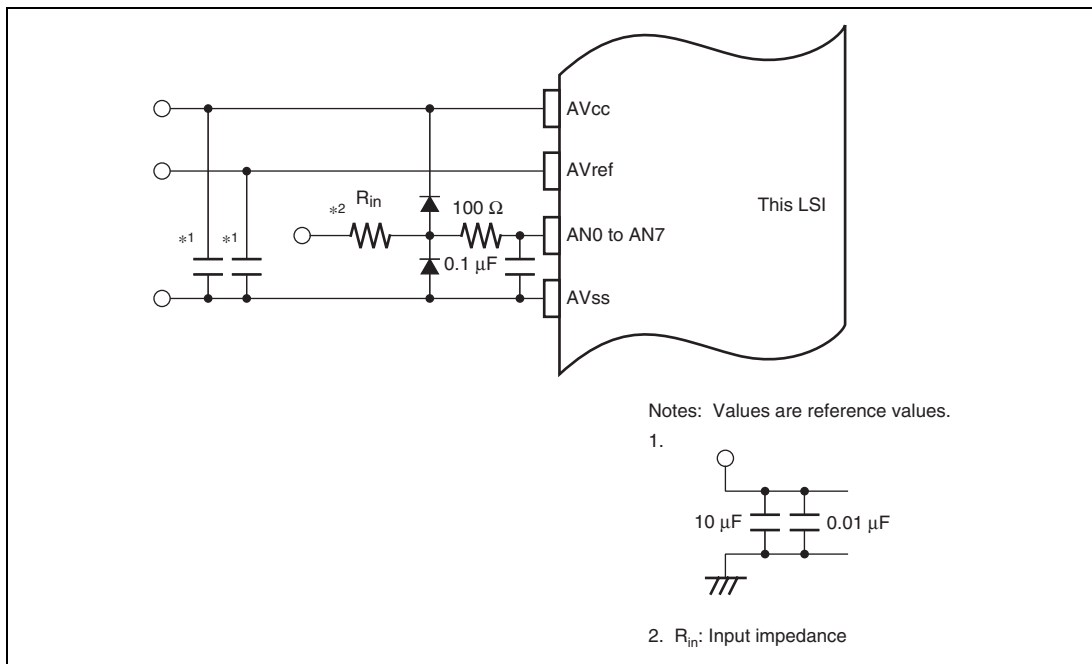 AVcc
AVref
*2 Rin
100 Ω
This LSI
*1 *1
AN0 to AN7
0.1 μF
AVss
Notes: Values are reference values.
1.
10 μF 0.01 μF
2. Rin: Input impedance